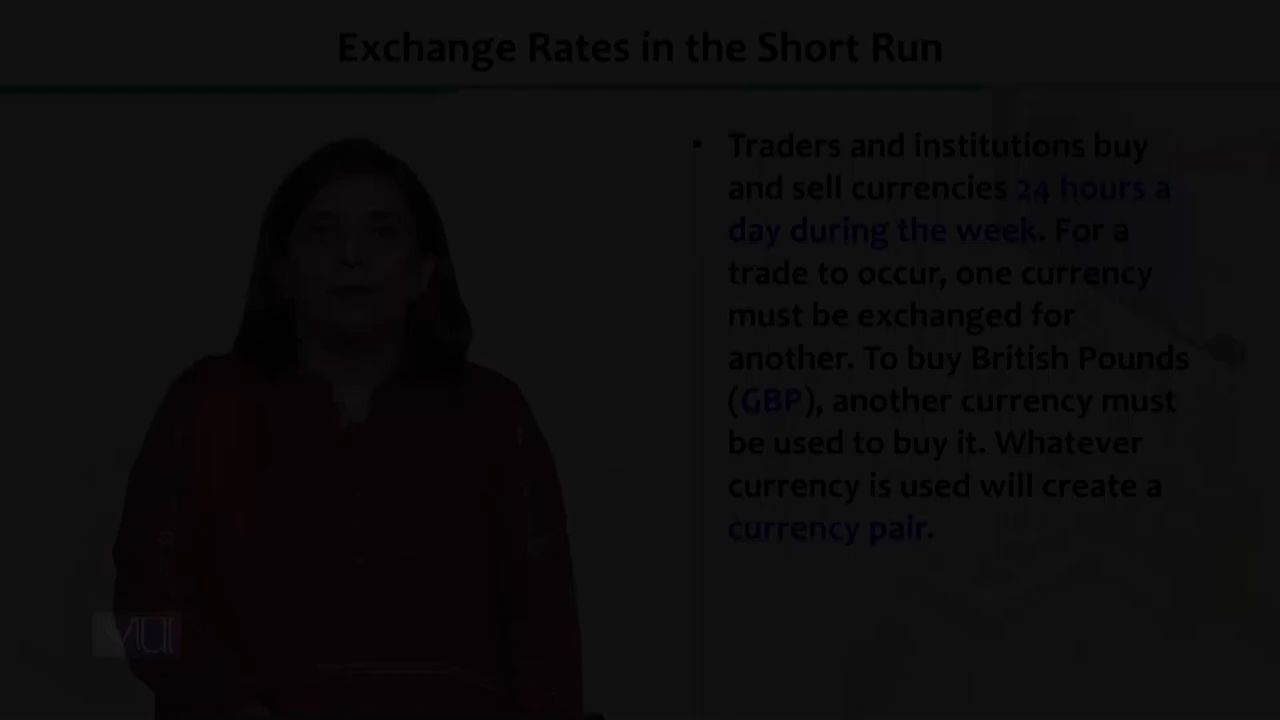 Exchange Rates in the Short Run
▪ Traders and institutions buy
and sell currencies 24 hours a
day during the week. For a
trade to occur, one currency
must be exchanged for
another. To buy British Pounds
(GBP), another currency must
be used to buy it. Whatever
currency is used will create a
currency pair.